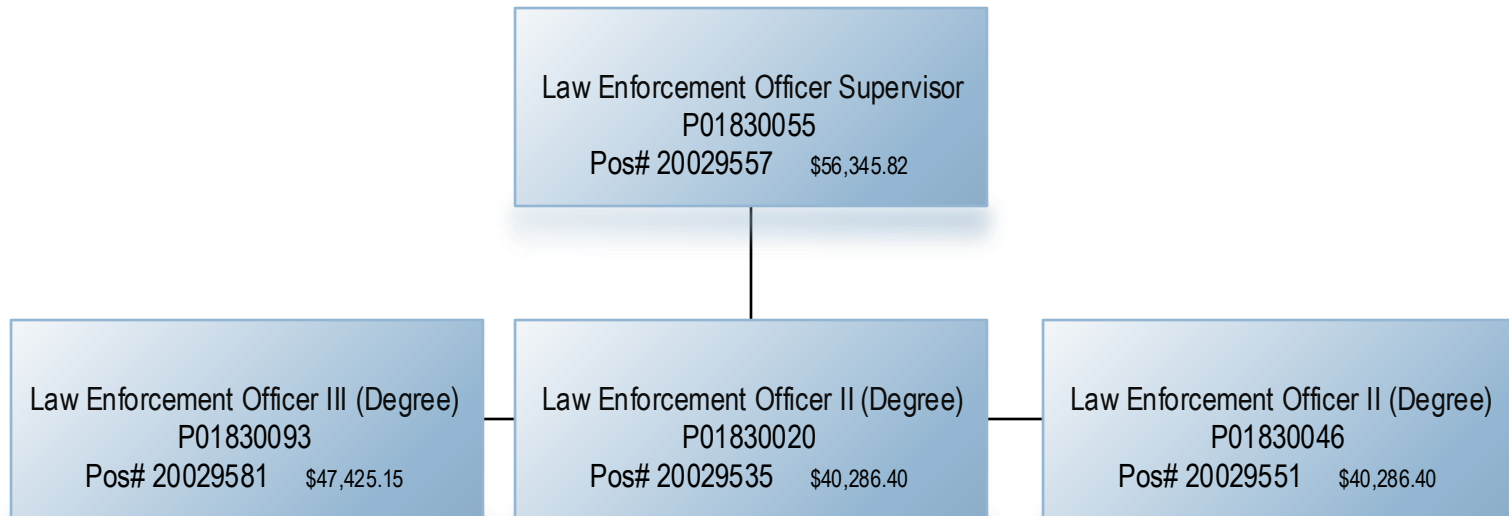 Law Enforcement Officer Supervisor
P01830055
Pos# 20029557 $56,345.82
Law Enforcement Officer III (Degree)
P01830093
Pos# 20029581 $47,425.15
Law Enforcement Officer II (Degree)
P01830020
Pos# 20029535 $40,286.40
Law Enforcement Officer II (Degree)
P01830046
Pos# 20029551 $40,286.40